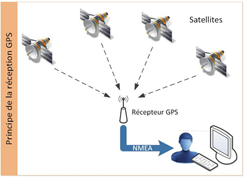 Principe de la réception GPS
Satellites
Récepteur GPS
NMEA